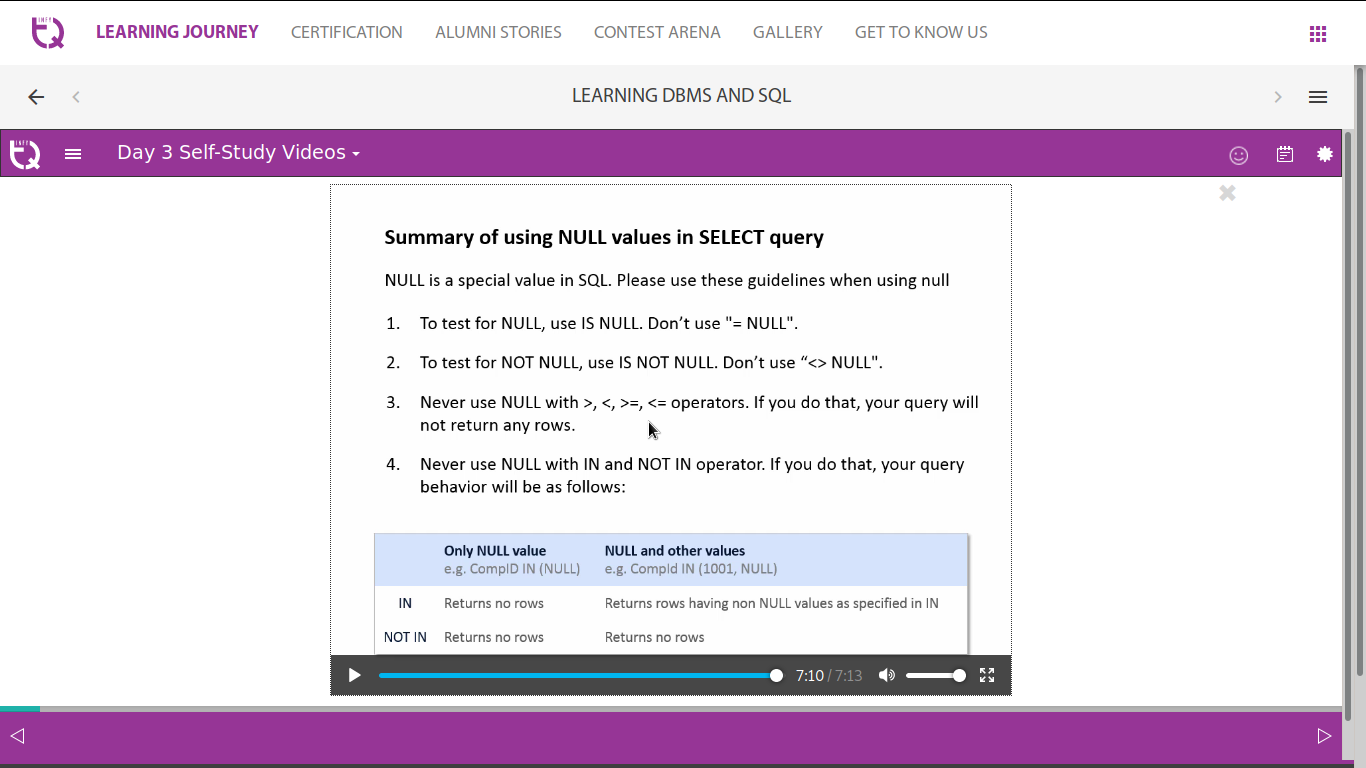 INFY
TQ
LEARNING JOURNEY CERTIFICATION ALUMNI STORIES CONTEST ARENA GALLERY GET TO KNOW US
LEARNING DBMS AND SQL
INFY
TQ
Day 3 Self-Study Videos
Summary of using NULL values in SELECT query
NULL is a special value in SQL. Please use these guidelines when using null
1. To test for NULL, use IS NULL. Don’t use "= NULL".
2. To test for NOT NULL, use IS NOT NULL. Don’t use “<> NULL".
3. Never use NULL with >, <, >=, <= operators. If you do that, your query will
not return any rows.
4. Never use NULL with IN and NOT IN operator. If you do that, your query
behavior will be as follows:
Only NULL value NULL and other values
e.g. CompID IN (NULL) e.g. CompId IN (1001, NULL)
IN Returns no rows Returns rows having non NULL values as specified in IN
NOT IN Returns no rows Returns no rows
7:10 / 7:13